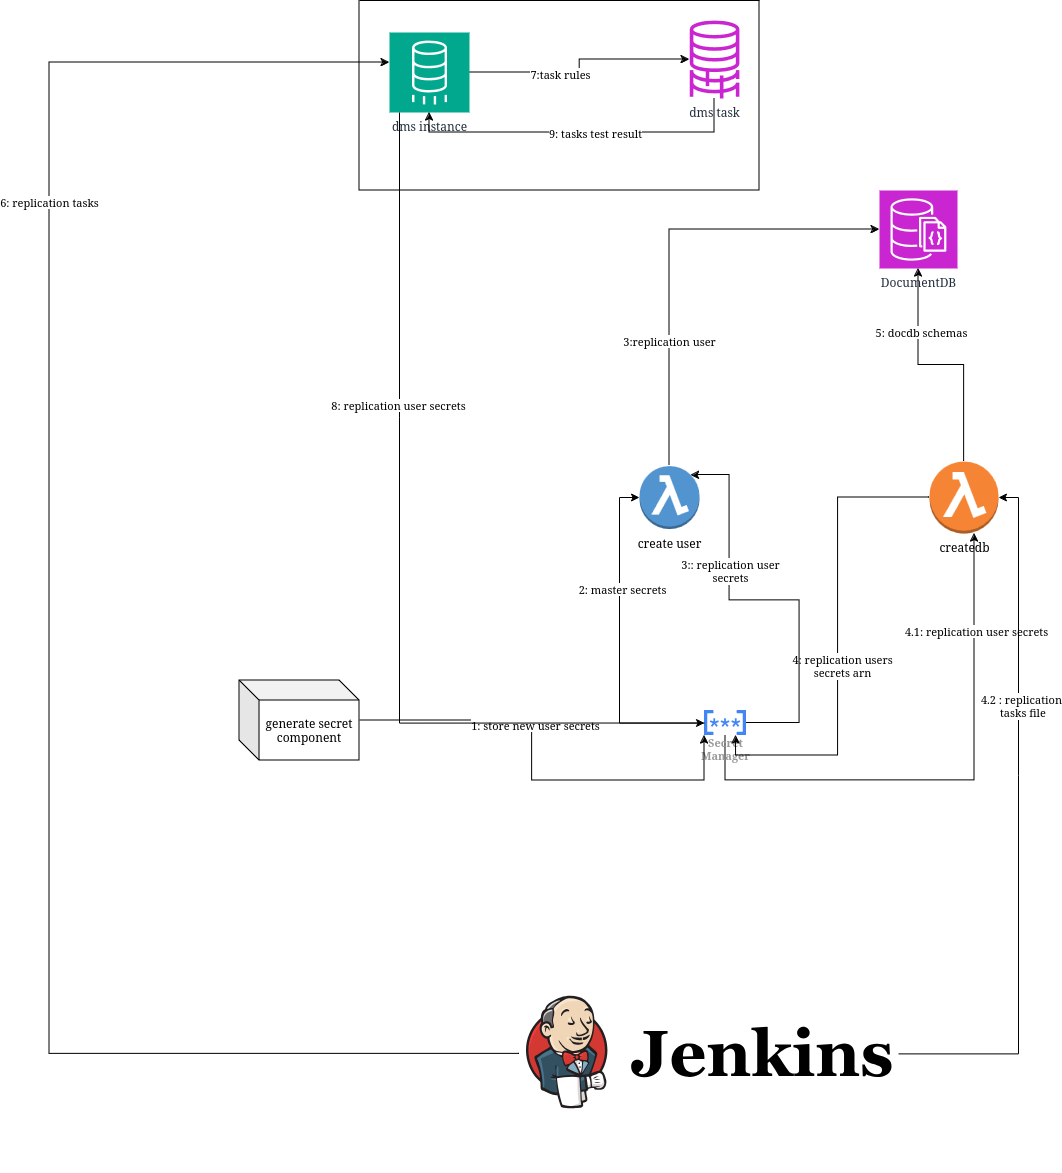 7:task rules
dms task
dms instance
9: tasks test result
6: replication tasks
DocumentDB
5: docdb schemas
3:replication user
8: replication user secrets
create user
createdb
3:: replication user
secrets
2: master secrets
4.1: replication user secrets
4: replication users
secrets arn
4.2 : replication
tasks file
generate secret
component
1: store new user secrets
[***]
Secret
Manager
Jenkins